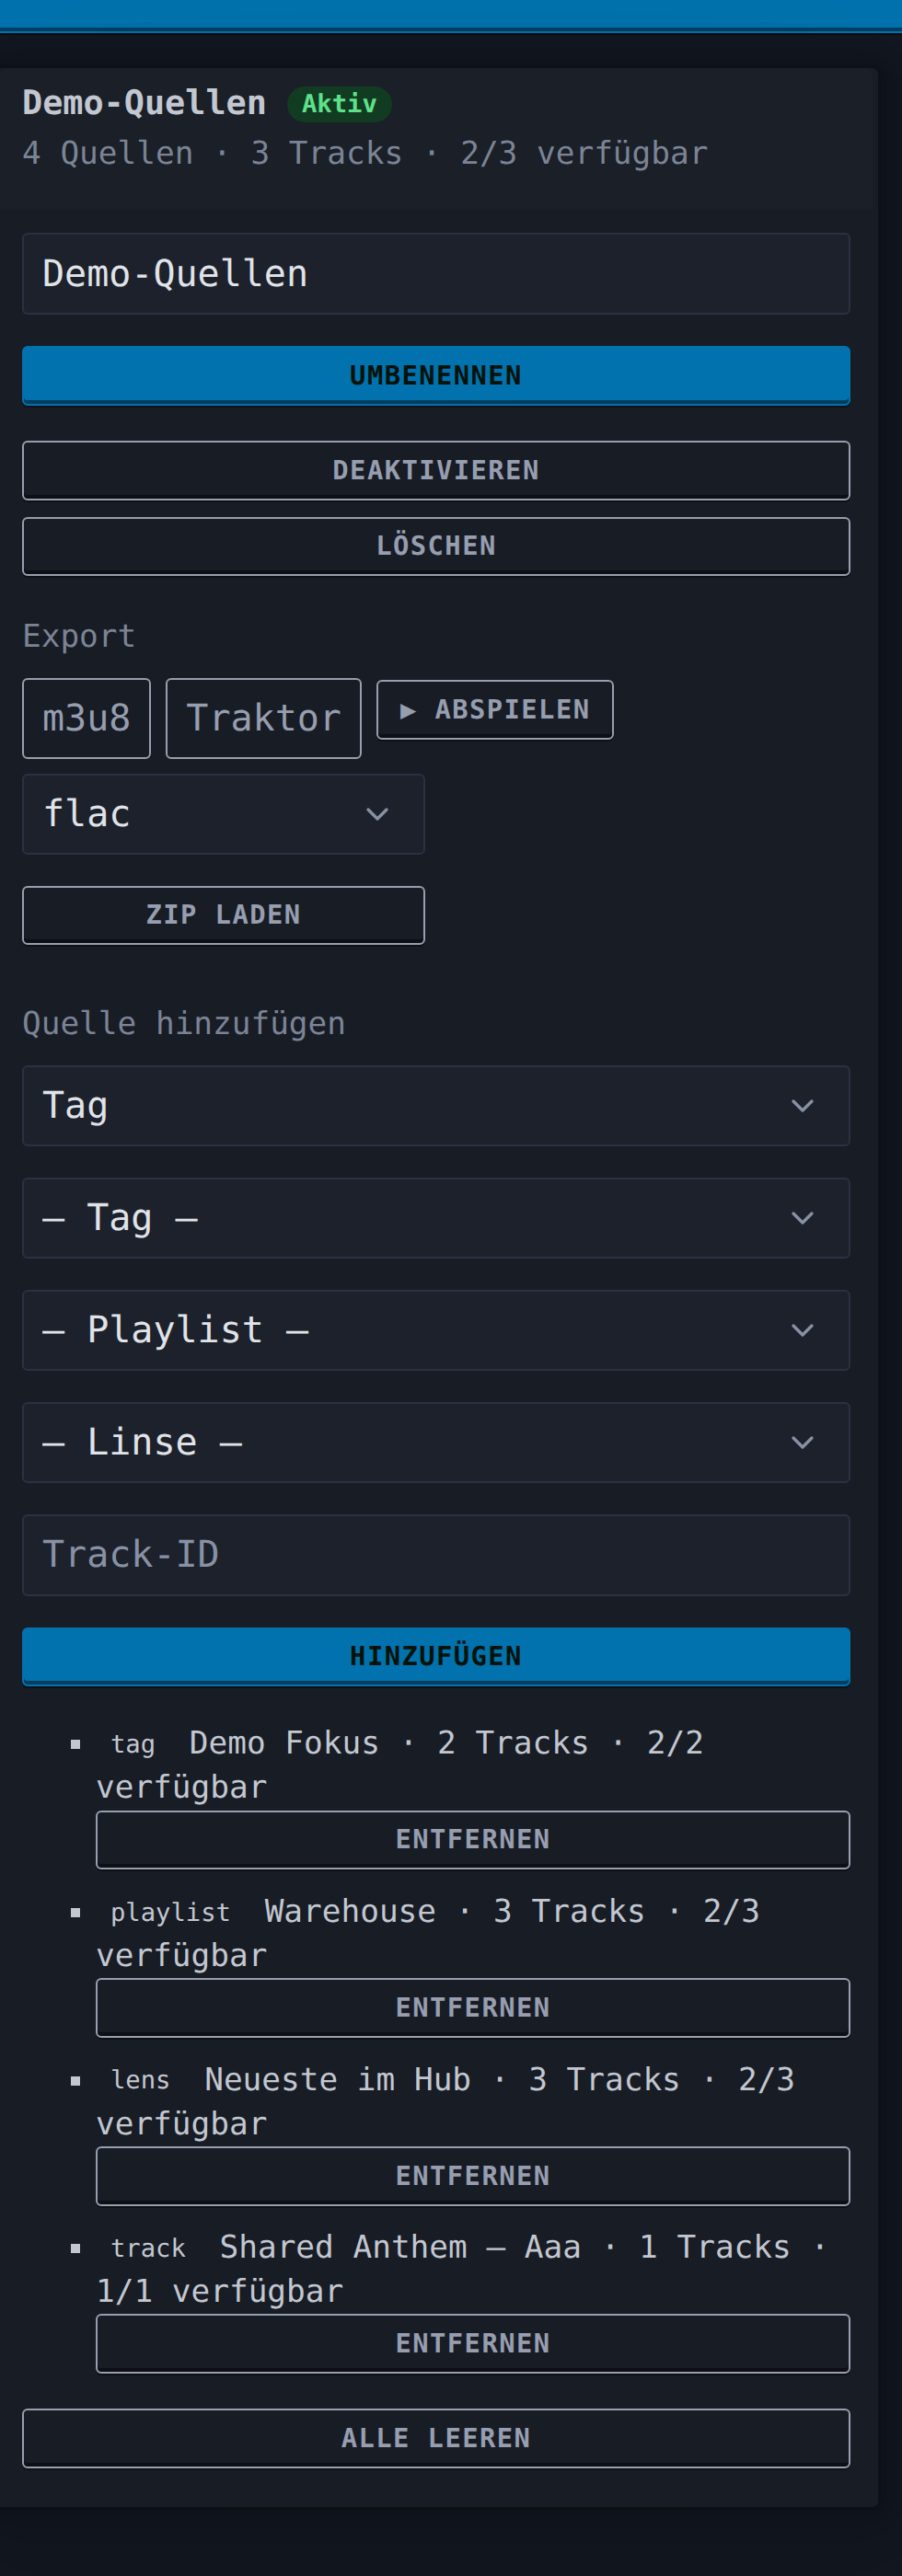 Demo-Quellen Aktiv
4 Quellen · 3 Tracks · 2/3 verfügbar
Demo-Quellen
UMBENENNEN
DEAKTIVIEREN
LÖSCHEN
Export
m3u8 Traktor ▶ ABSPIELEN
flac
ZIP LADEN
Quelle hinzufügen
Tag
— Tag —
— Playlist —
— Linse —
Track-ID
HINZUFÜGEN
tag Demo Fokus · 2 Tracks · 2/2
verfügbar
ENTFERNEN
playlist Warehouse · 3 Tracks · 2/3
verfügbar
ENTFERNEN
lens Neueste im Hub · 3 Tracks · 2/3
verfügbar
ENTFERNEN
track Shared Anthem — Aaa · 1 Tracks ·
1/1 verfügbar
ENTFERNEN
ALLE LEEREN